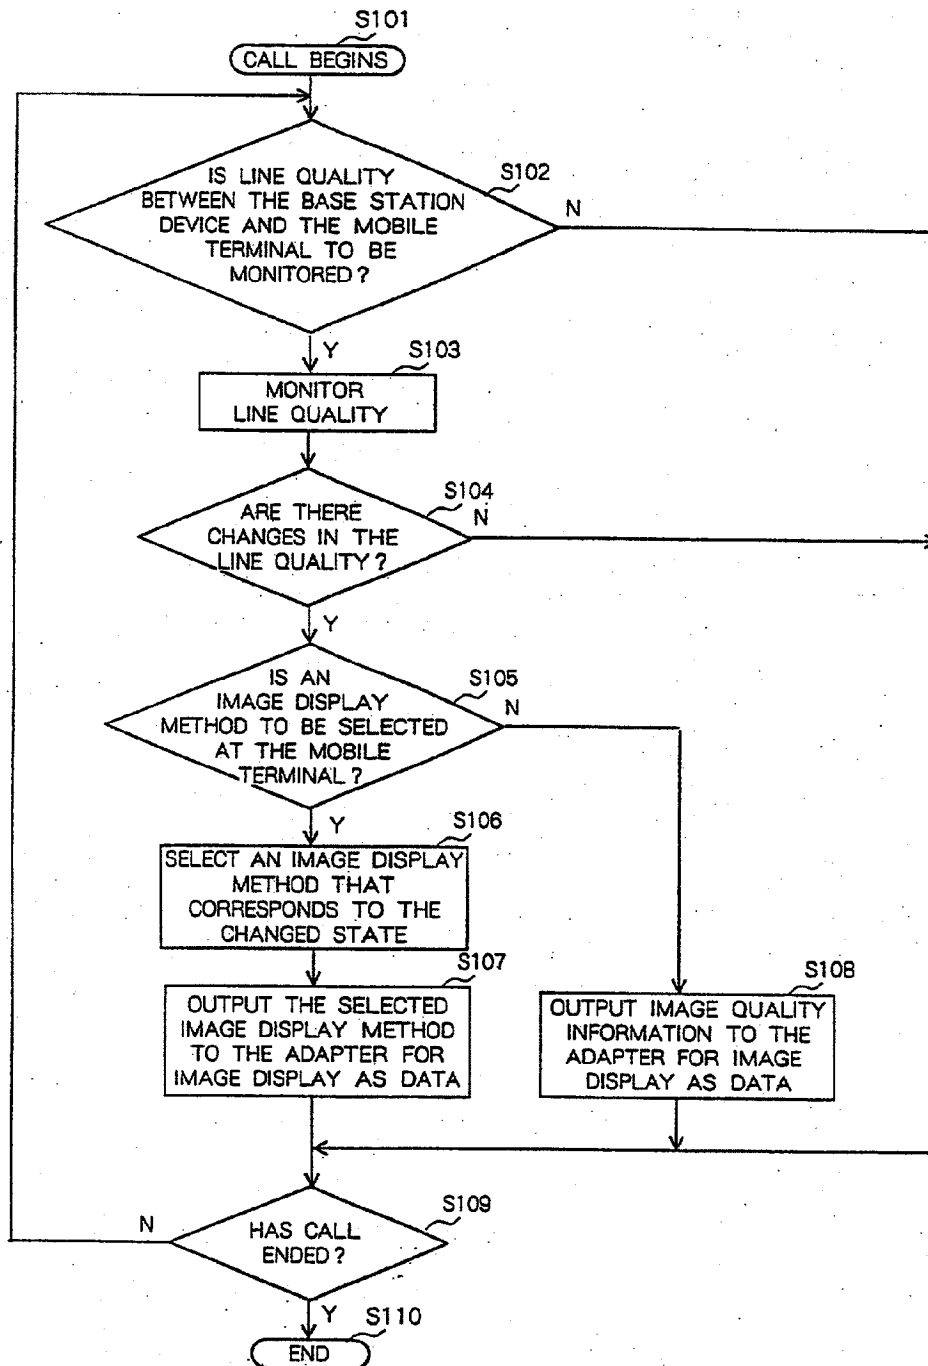 S101
CALL BEGINS
S102
IS LINE QUALITY
BETWEEN THE BASE STATION
DEVICE AND THE MOBILE
TERMINAL TO BE
MONITORED?
N
Y
S103
MONITOR
LINE QUALITY
S104
ARE THERE
CHANGES IN THE
LINE QUALITY?
N
Y
S105
IS AN
IMAGE DISPLAY
METHOD TO BE SELECTED
AT THE MOBILE
TERMINAL?
N
Y
S106
SELECT AN IMAGE DISPLAY
METHOD THAT
CORRESPONDS TO THE
CHANGED STATE
S107
OUTPUT THE SELECTED
IMAGE DISPLAY METHOD
TO THE ADAPTER FOR
IMAGE DISPLAY AS DATA
S108
OUTPUT IMAGE QUALITY
INFORMATION TO THE
ADAPTER FOR IMAGE
DISPLAY AS DATA
S109
HAS CALL
ENDED?
N
Y
S110
END